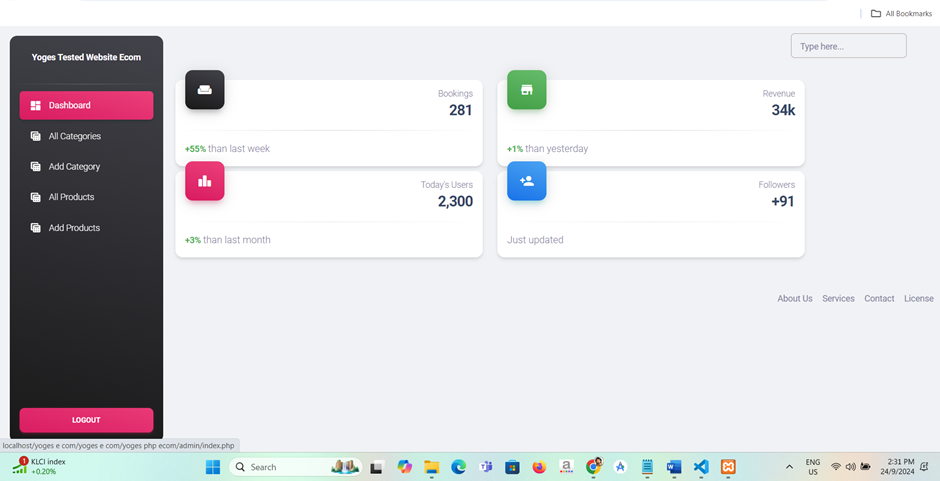 All Bookmarks
Yoges Tested Website Ecom
Type here...
Dashboard
All Categories
Add Category
All Products
Add Products
LOGOUT
Bookings
281
+55% than last week
Revenue
34k
+1% than yesterday
Today's Users
2,300
+3% than last month
Followers
+91
Just updated
About Us Services Contact License
localhost/yoges e com/yoges e com/yoges php ecom/admin/index.php
1
KLCI index
+0.20%
Search
ENG
US
2:31 PM
24/9/2024